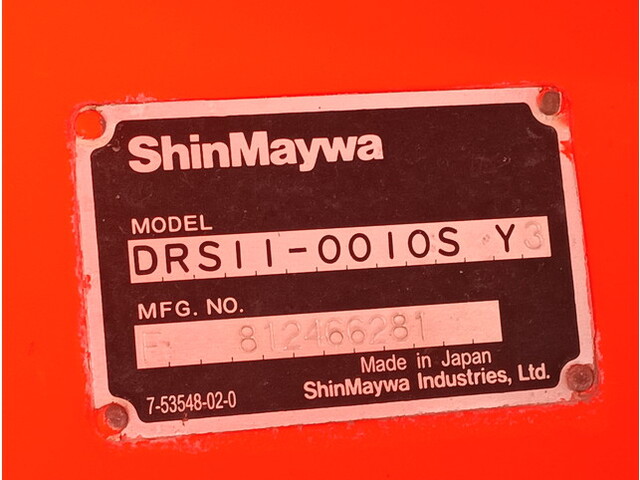 ShinMaywa
MODEL
DRS11-0010S Y3
MFG. NO.
F 812466281
Made in Japan
ShinMaywa Industries, Ltd.
7-53548-02-0